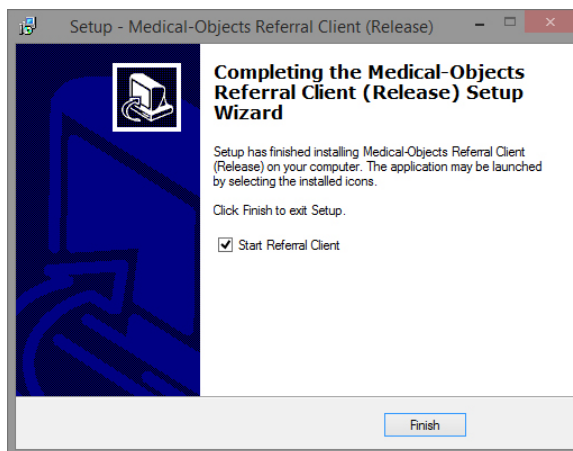 Setup - Medical-Objects Referral Client (Release)
Completing the Medical-Objects
Referral Client (Release) Setup
Wizard
Setup has finished installing Medical-Objects Referral Client
(Release) on your computer. The application may be launched
by selecting the installed icons.
Click Finish to exit Setup.
Start Referral Client
Finish